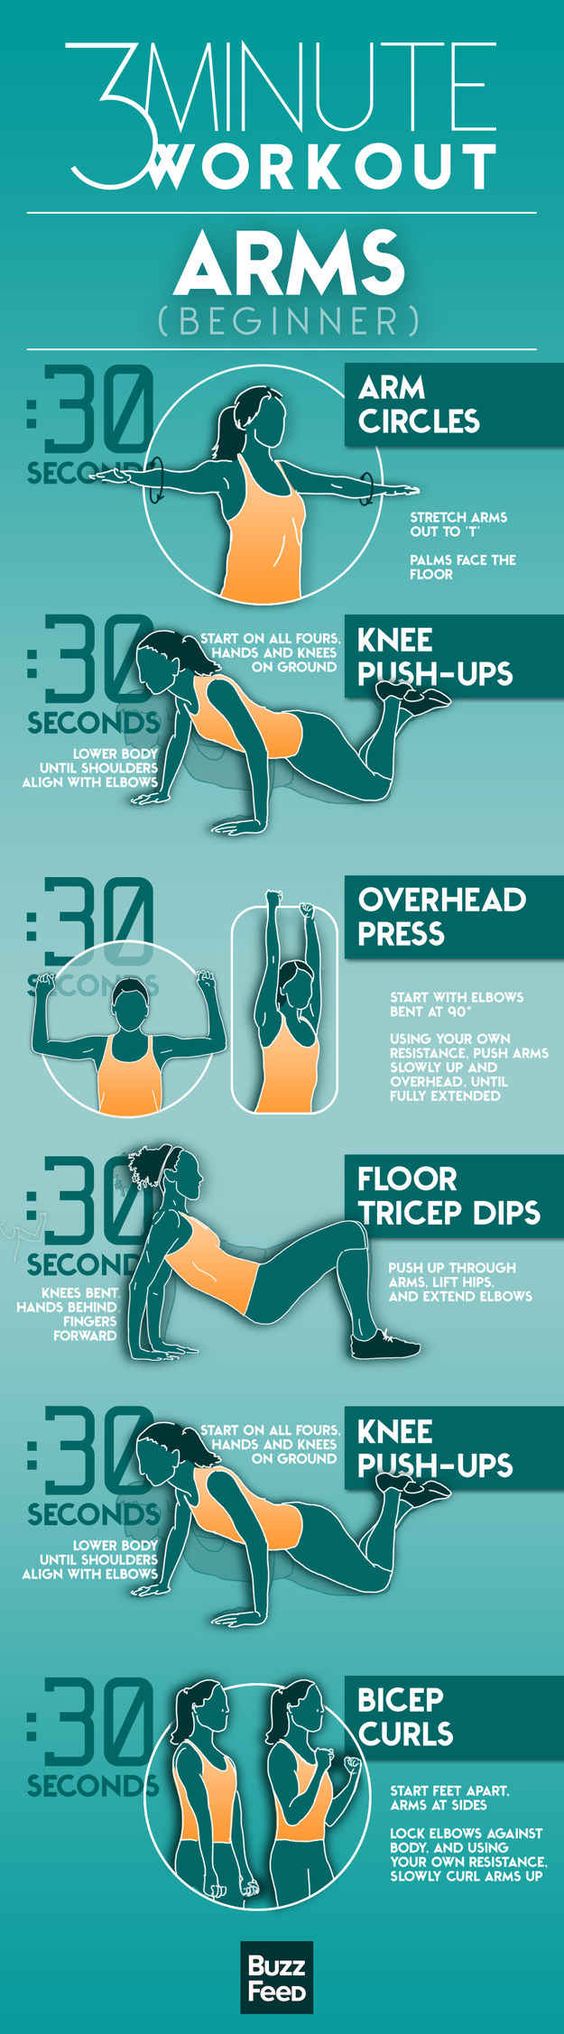 3 MINUTE
WORKOUT
ARMS
(BEGINNER)
:30
SECONDS
ARM
CIRCLES
STRETCH ARMS
OUT TO 'T'
PALMS FACE THE
FLOOR
:30
SECONDS
START ON ALL FOURS,
HANDS AND KNEES
ON GROUND
KNEE
PUSH-UPS
LOWER BODY
UNTIL SHOULDERS
ALIGN WITH ELBOWS
:30
SECONDS
OVERHEAD
PRESS
START WITH ELBOWS
BENT AT 90°
USING YOUR OWN
RESISTANCE, PUSH ARMS
SLOWLY UP AND
OVERHEAD, UNTIL
FULLY EXTENDED
:30
SECOND
FLOOR
TRICEP DIPS
KNEES BENT,
HANDS BEHIND,
FINGERS
FORWARD
PUSH UP THROUGH
ARMS, LIFT HIPS,
AND EXTEND ELBOWS
:30
SECONDS
START ON ALL FOURS,
HANDS AND KNEES
ON GROUND
KNEE
PUSH-UPS
LOWER BODY
UNTIL SHOULDERS
ALIGN WITH ELBOWS
:30
SECONDS
BICEP
CURLS
START FEET APART,
ARMS AT SIDES
LOCK ELBOWS AGAINST
BODY, AND USING
YOUR OWN RESISTANCE,
SLOWLY CURL ARMS UP
BUZZ
FEED